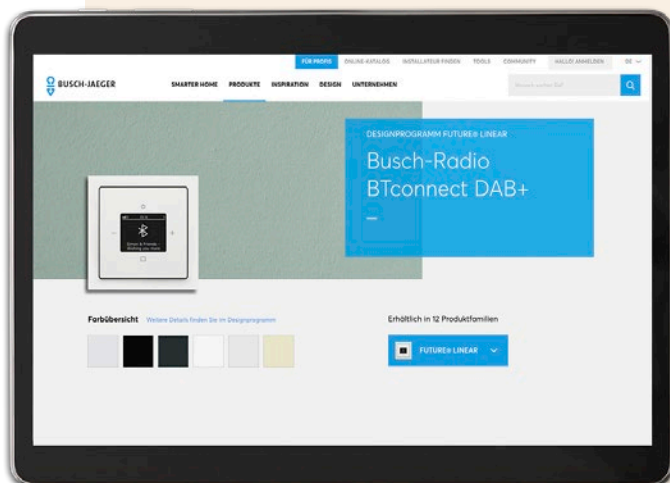 FÜR PROFIS ONLINE-KATALOG INSTALLATEUR FINDEN TOOLS COMMUNITY HALLO! ANMELDEN DE
BUSCH-JAEGER SMARTER HOME PRODUKTE INSPIRATION DESIGN UNTERNEHMEN
DESIGNPROGRAMM FUTURE® LINEAR
Busch-Radio
BTconnect DAB+
Farbübersicht Weitere Details finden Sie im Designprogramm
Erhältlich in 12 Produktfamilien
FUTURE® LINEAR